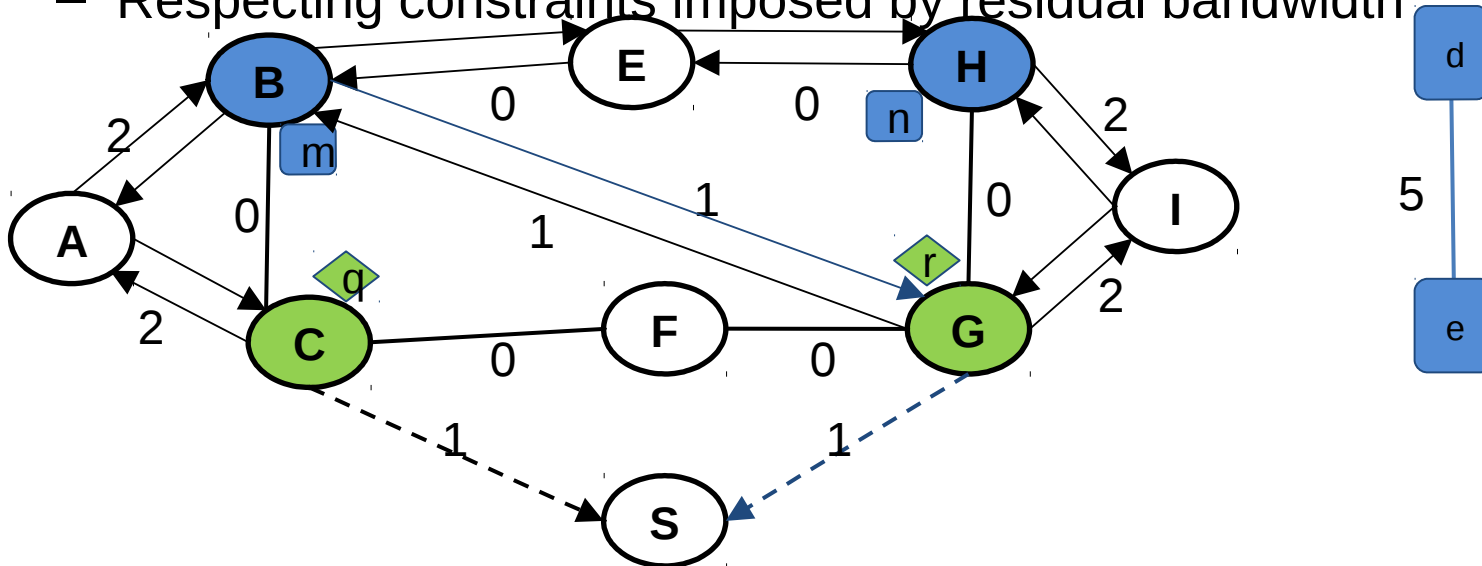 – Respecting constraints imposed by residual bandwidth
B
E
H
d
0
0
2
n
2
m
1
0
0
5
A
1
I
q
r
2
2
C
F
G
e
0
0
1
1
S